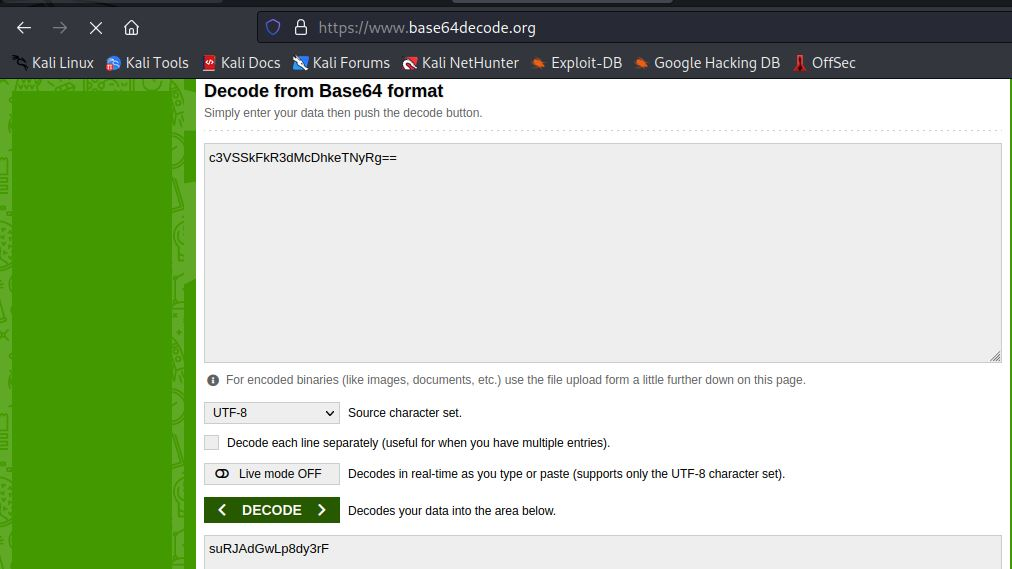 https://www.base64decode.org
Kali Linux Kali Tools Kali Docs Kali Forums Kali NetHunter Exploit-DB Google Hacking DB OffSec
Decode from Base64 format
Simply enter your data then push the decode button.
c3VSSkFkR3dMcDhkeTNyRg==
For encoded binaries (like images, documents, etc.) use the file upload form a little further down on this page.
UTF-8 Source character set.
Decode each line separately (useful for when you have multiple entries).
Live mode OFF Decodes in real-time as you type or paste (supports only the UTF-8 character set).
DECODE Decodes your data into the area below.
suRJAdGwLp8dy3rF